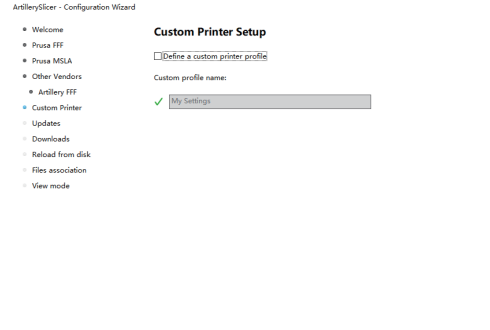 ArtillerySlicer - Configuration Wizard
Welcome
Prusa FFF
Prusa MSLA
Other Vendors
Artillery FFF
Custom Printer
Updates
Downloads
Reload from disk
Files association
View mode
Custom Printer Setup
Define a custom printer profile
Custom profile name:
My Settings